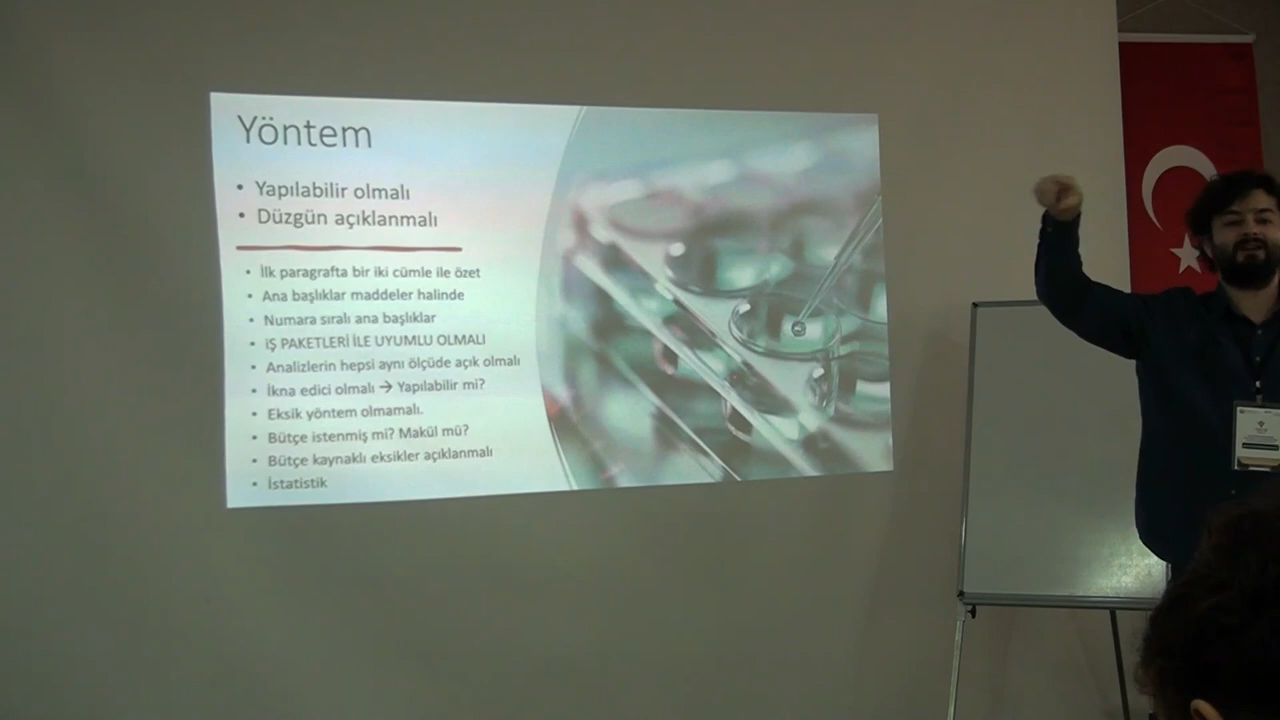 Yöntem
• Yapılabilir olmalı
• Düzgün açıklanmalı
• İlk paragrafta bir iki cümle ile özet
• Ana başlıklar maddeler halinde
• Numara sıralı ana başlıklar
• İŞ PAKETLERİ İLE UYUMLU OLMALI
• Analizlerin hepsi aynı ölçüde açık olmalı
• İkna edici olmalı → Yapılabilir mi?
• Eksik yöntem olmamalı.
• Bütçe istenmiş mi? Makül mü?
• Bütçe kaynaklı eksikler açıklanmalı
• İstatistik